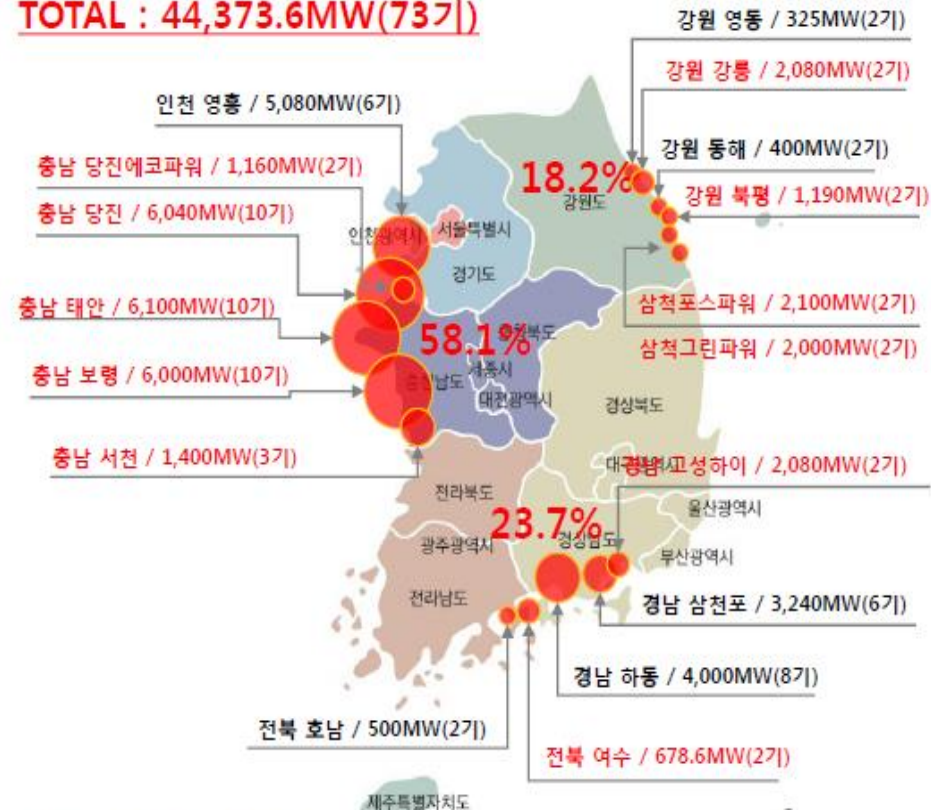 TOTAL : 44,373.6MW(73기)
강원 영동 / 325MW(2기)
강원 강릉 / 2,080MW(2기)
인천 영흥 / 5,080MW(6기)
강원 동해 / 400MW(2기)
충남 당진에코파워 / 1,160MW(2기)
18.2%
강원 북평 / 1,190MW(2기)
강원도
충남 당진 / 6,040MW(10기)
인천광역시
서울특별시
경기도
충남 태안 / 6,100MW(10기)
삼척포스파워 / 2,100MW(2기)
58.1%
충청북도
삼척그린파워 / 2,000MW(2기)
세종시
충남 보령 / 6,000MW(10기)
충청남도
대전광역시
경상북도
충남 서천 / 1,400MW(3기)
경남 고성하이 / 2,080MW(2기)
전라북도
울산광역시
23.7%
경상남도
광주광역시
부산광역시
전라남도
경남 삼천포 / 3,240MW(6기)
경남 하동 / 4,000MW(8기)
전북 호남 / 500MW(2기)
전북 여수 / 678.6MW(2기)
제주특별자치도